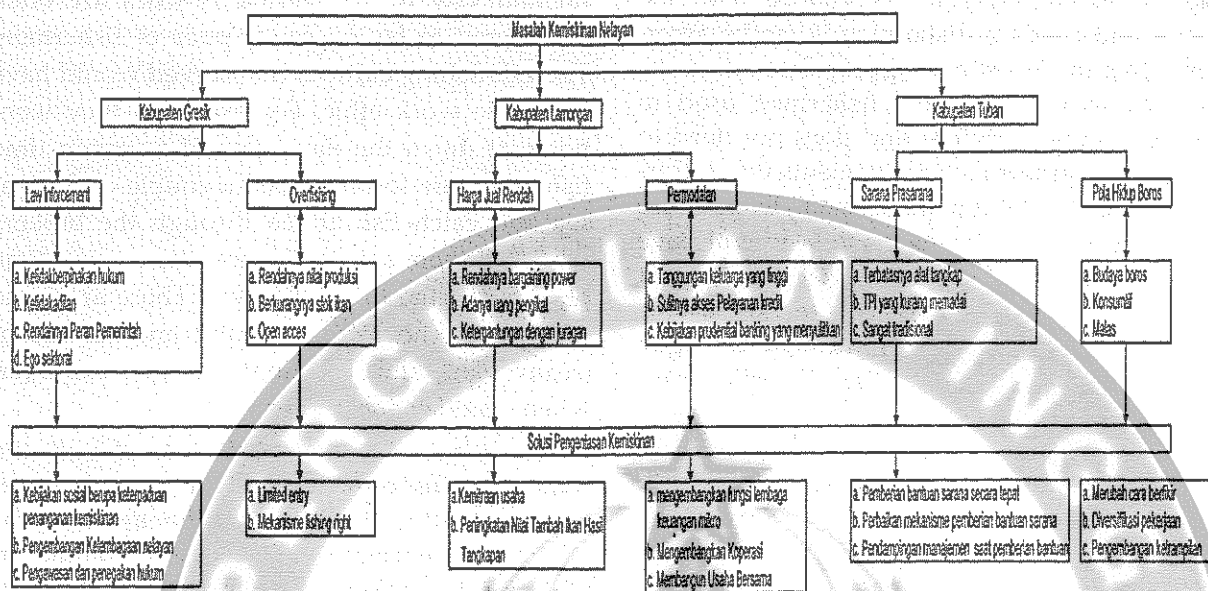 Masalah Kemiskinan Nelayan
Kabupaten Gresik
Kabupaten Lamongan
Kabupaten Tuban
Law Inforcement
Overfishing
Harga Jual Rendah
Permodalan
Sarana Prasarana
Pola Hidup Boros
a. Ketidakberpihakan hukum
b. Ketidakadilan
c. Rendahnya Peran Pemerintah
d. Ego sektoral
a. Rendahnya nilai produksi
b. Berkurangnya stok ikan
c. Open acces
a. Rendahnya bargaining power
b. Adanya uang pengikat
c. Ketergantungan dengan juragan
a. Tanggungan keluarga yang tinggi
b. Sulitnya akses Pelayanan kredit
c. Kebijakan prudential banking yang menyulitkan
a. Terbatasnya alat tangkap
b. TPI yang kurang memadai
c. Sangat tradisional
a. Budaya boros
b. Konsumtif
c. Malas
Solusi Pengentasan Kemiskinan
a. Kebijakan sosial berupa keterpaduan
penanganan kemiskinan
b. Pengembangan Kelembagaan nelayan
c. Pengawasan dan penegakan hukum
a. Limited entry
b. Mekanisme fishing right
a. Kemitraan usaha
b. Peningkatan Nilai Tambah Ikan Hasil
Tangkapan
a. mengembangkan fungsi lembaga
keuangan mikro
b. Mengembangkan Koperasi
c. Membangun Usaha Bersama
a. Pemberian bantuan sarana secara tepat
b. Perbaikan mekanisme pemberian bantuan sarana
c. Pendampingan manajemen saat pemberian bantuan
a. Merubah cara berfikir
b. Diversifikasi pekerjaan
c. Pengembangan ketrampilan